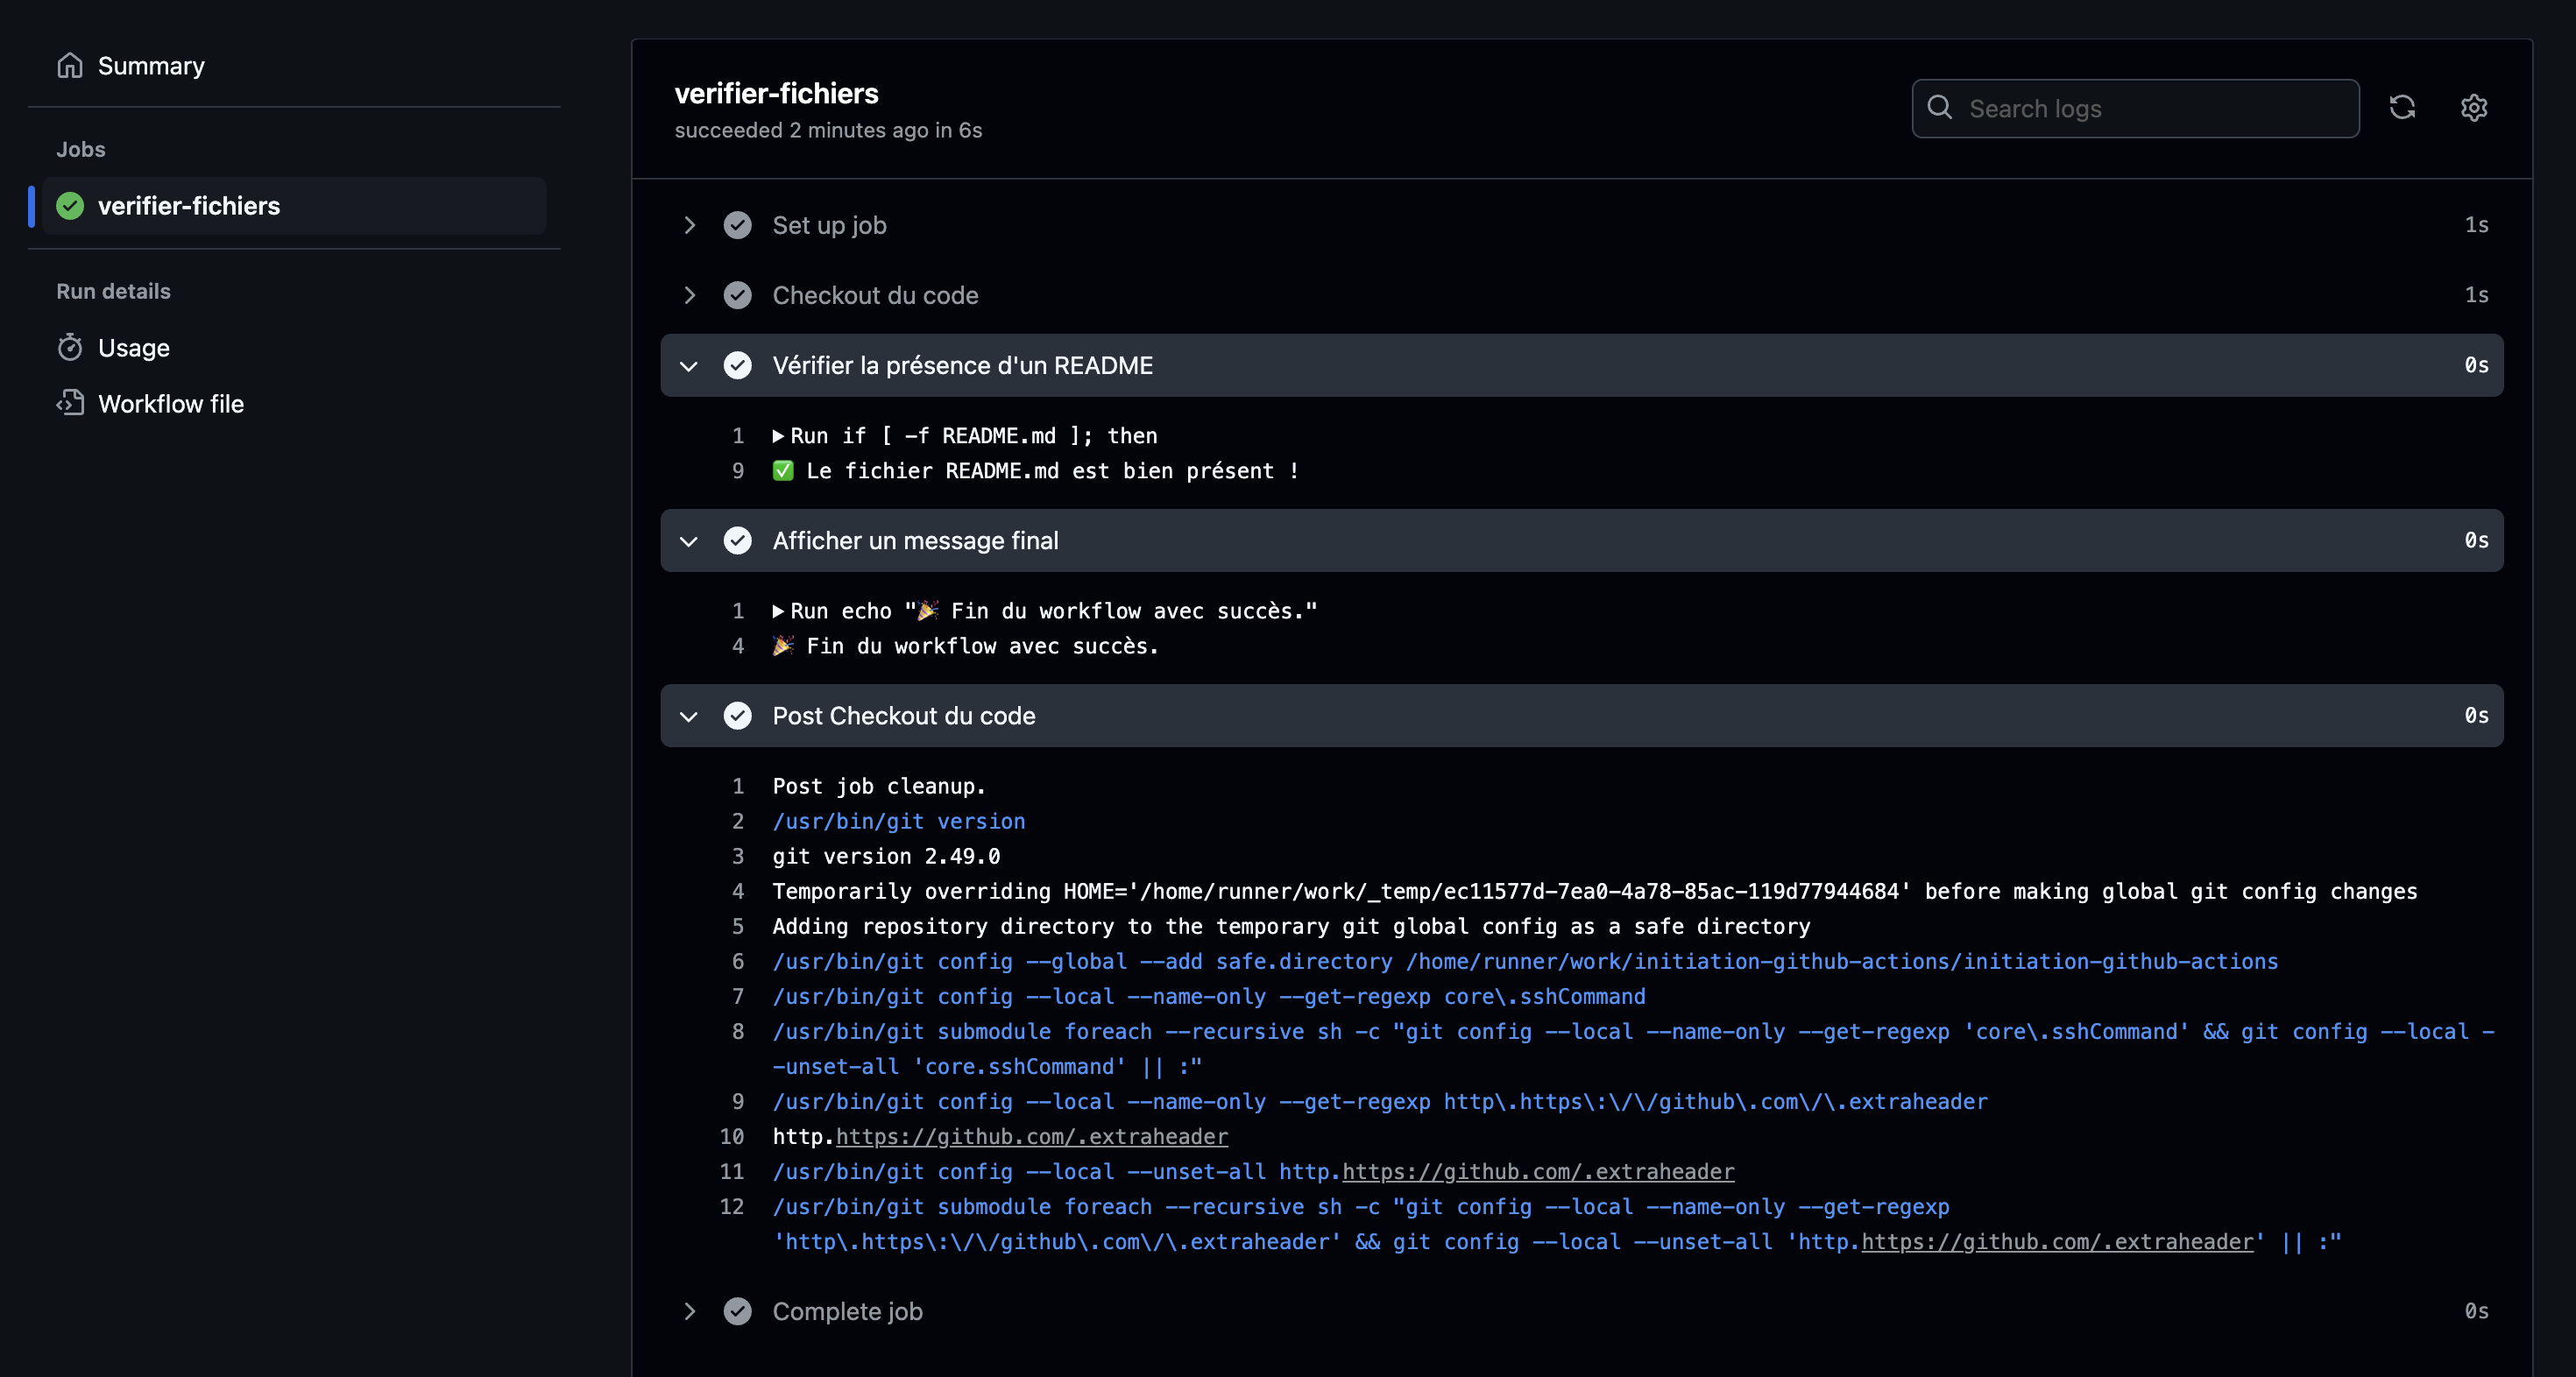 Summary
Jobs
verifier-fichiers
Run details
Usage
Workflow file
verifier-fichiers
succeeded 2 minutes ago in 6s
Search logs
Set up job 1s
Checkout du code 1s
Vérifier la présence d'un README 0s
1 Run if [ -f README.md ]; then
9 ✅ Le fichier README.md est bien présent !
Afficher un message final 0s
1 Run echo "🎉 Fin du workflow avec succès."
4 🎉 Fin du workflow avec succès.
Post Checkout du code 0s
1 Post job cleanup.
2 /usr/bin/git version
3 git version 2.49.0
4 Temporarily overriding HOME='/home/runner/work/_temp/ec11577d-7ea0-4a78-85ac-119d77944684' before making global git config changes
5 Adding repository directory to the temporary git global config as a safe directory
6 /usr/bin/git config --global --add safe.directory /home/runner/work/initiation-github-actions/initiation-github-actions
7 /usr/bin/git config --local --name-only --get-regexp core\.sshCommand
8 /usr/bin/git submodule foreach --recursive sh -c "git config --local --name-only --get-regexp 'core\.sshCommand' && git config --local -
-unset-all 'core.sshCommand' || :"
9 /usr/bin/git config --local --name-only --get-regexp http\.https\:\/\/github\.com\/\.extraheader
10 http.https://github.com/.extraheader
11 /usr/bin/git config --local --unset-all http.https://github.com/.extraheader
12 /usr/bin/git submodule foreach --recursive sh -c "git config --local --name-only --get-regexp
'http\.https\:\/\/github\.com\/\.extraheader' && git config --local --unset-all 'http.https://github.com/.extraheader' || :"
Complete job 0s